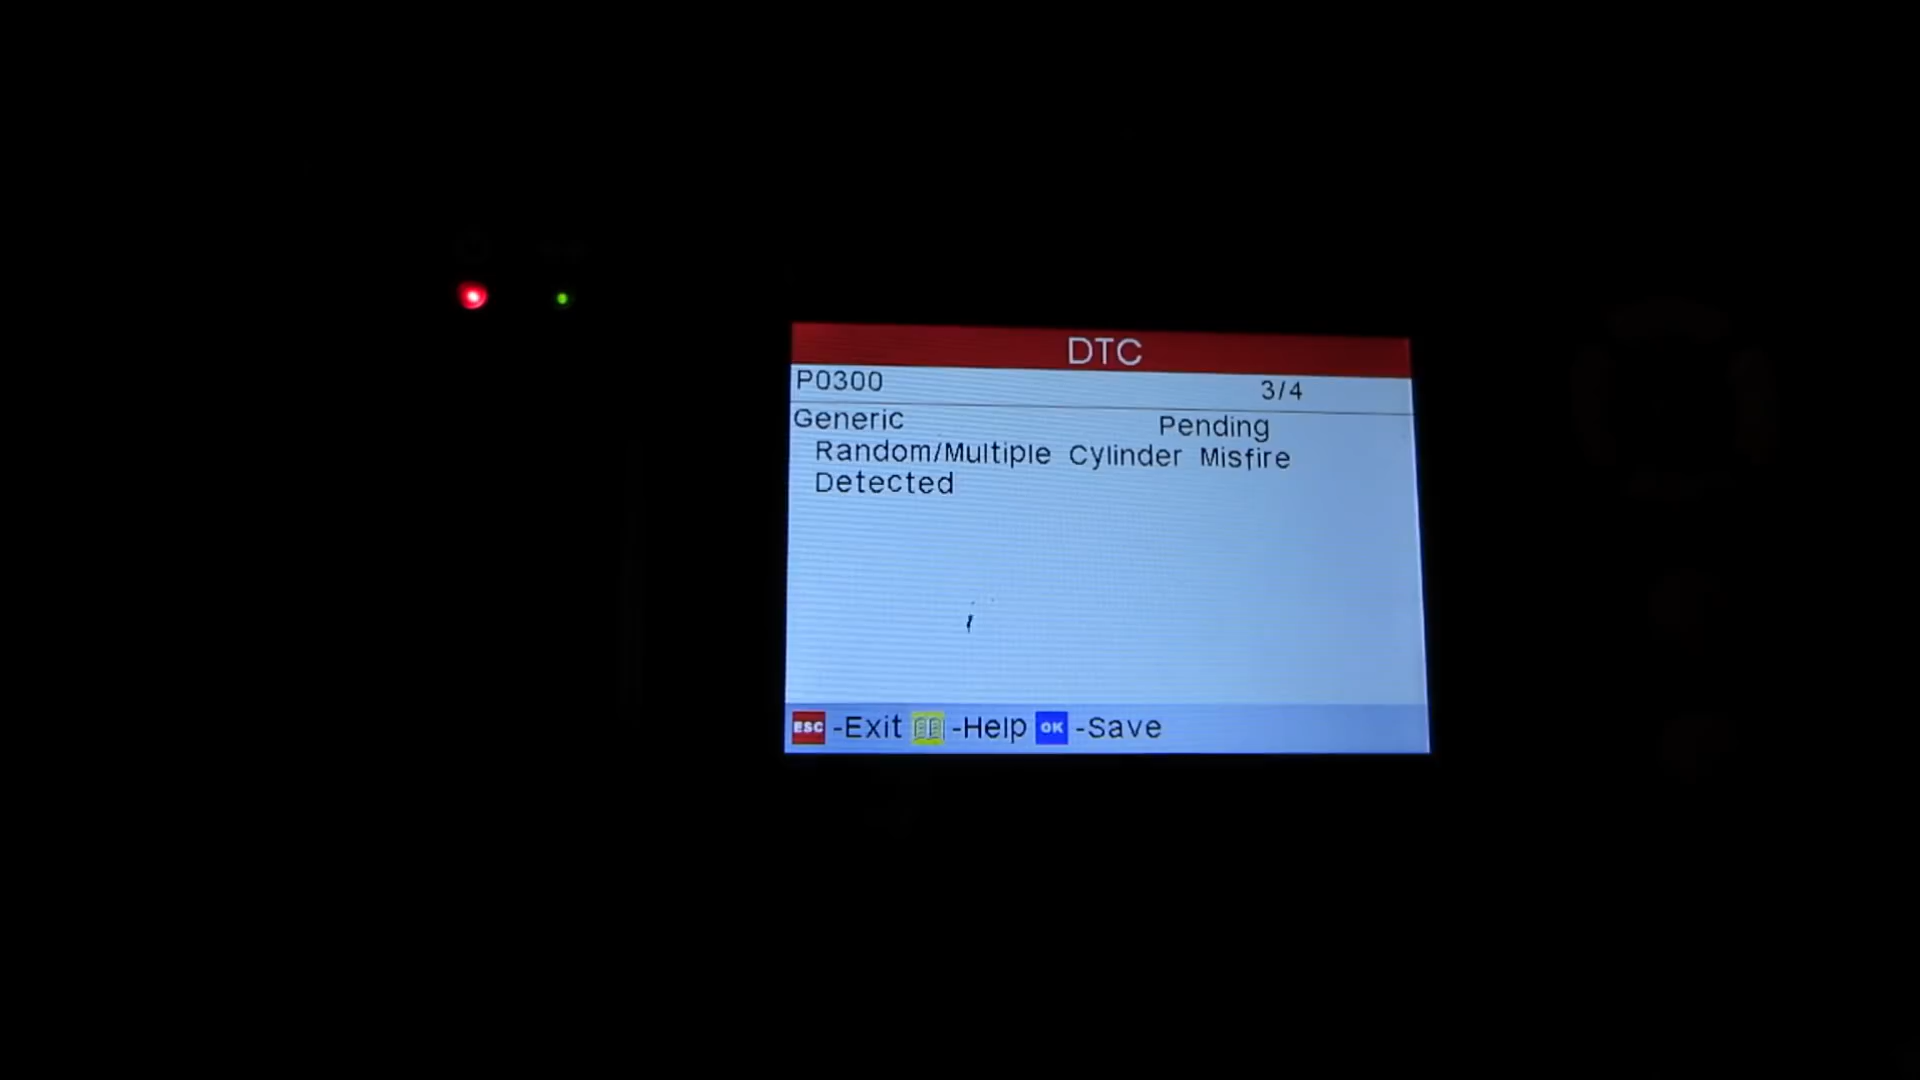 DTC
P0300 3/4
Generic Pending
Random/Multiple Cylinder Misfire
Detected
ESC -Exit -Help OK -Save